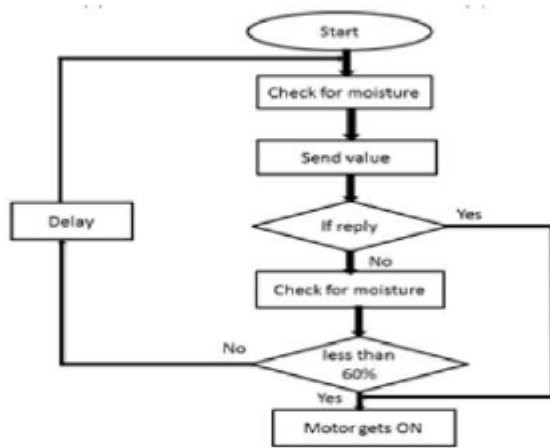 Start
Check for moisture
Send value
Delay
If reply
Yes
No
Check for moisture
No
less than
60%
Yes
Motor gets ON